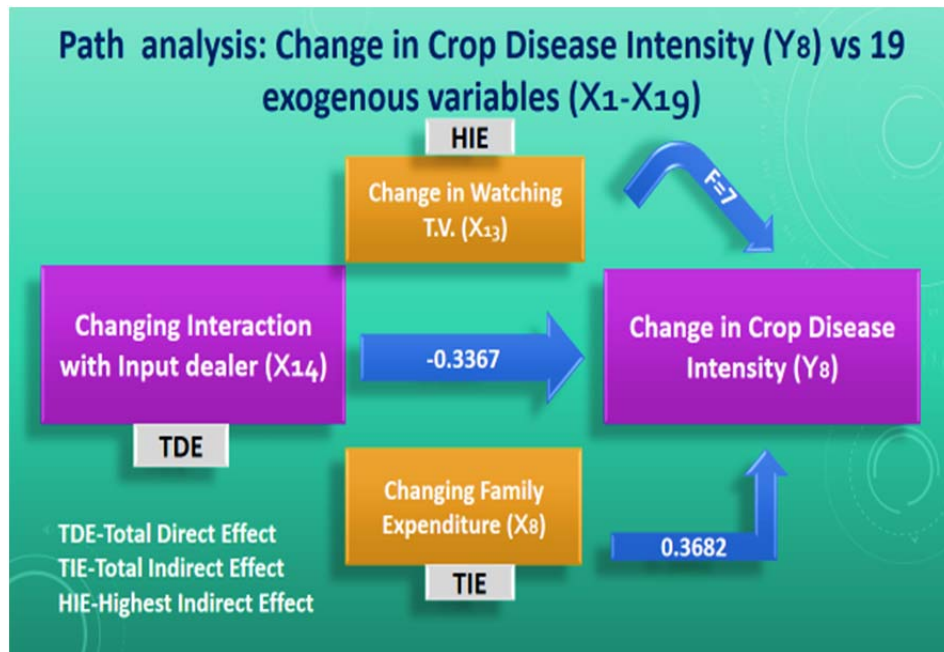 Path analysis: Change in Crop Disease Intensity (Y8) vs 19
exogenous variables (X1-X19)
HIE
Change in Watching
T.V. (X13)
F=7
Changing Interaction
with Input dealer (X14)
TDE
-0.3367
Change in Crop Disease
Intensity (Y8)
Changing Family
Expenditure (X8)
TIE
0.3682
TDE-Total Direct Effect
TIE-Total Indirect Effect
HIE-Highest Indirect Effect